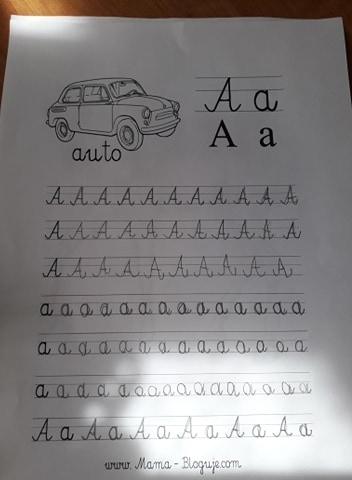 A a
A a
auto
A A A A A A A A A A A
A A A A A A A A A A A
A A A A A A A A A A
a a a a a a a a a a a a a a
a a a a a a a a a a a a a a
a a a a a a a a a a a a a a a a
A a A a A a A a A a A a
www.Mama-Bloguje.com